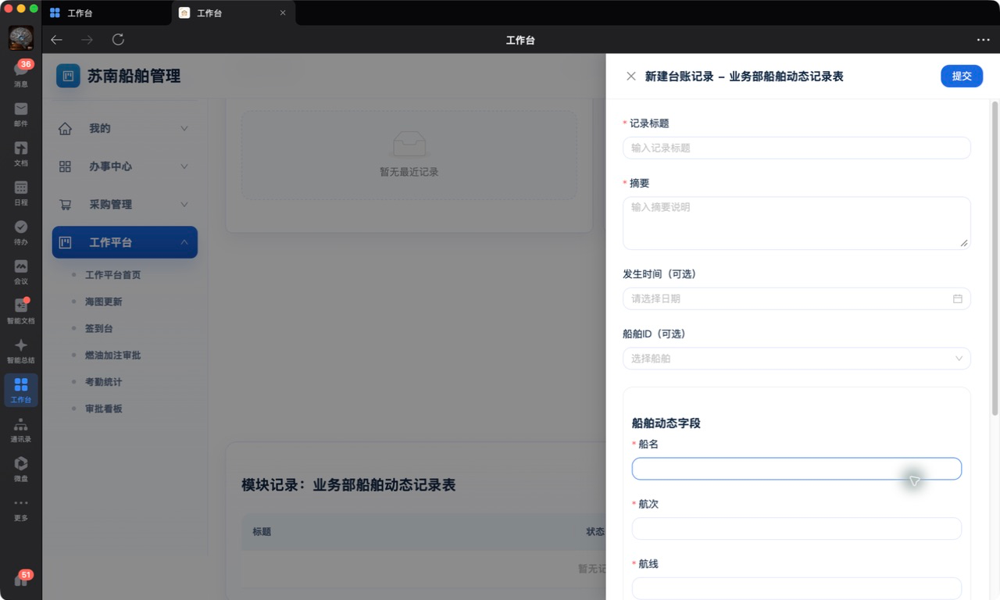 工作台
工作台
工作台
36
消息
邮件
文档
日程
待办
会议
智能文档
智能总结
工作台
通讯录
微盘
更多
51
苏南船舶管理
我的
办事中心
采购管理
工作平台
工作平台首页
海图更新
签到台
燃油加注审批
考勤统计
审批看板
暂无最近记录
模块记录：业务部船舶动态记录表
标题 状态
暂无记
新建台账记录 – 业务部船舶动态记录表
提交
* 记录标题
输入记录标题
* 摘要
输入摘要说明
发生时间（可选）
请选择日期
船舶ID（可选）
选择船舶
船舶动态字段
* 船名
* 航次
* 航线